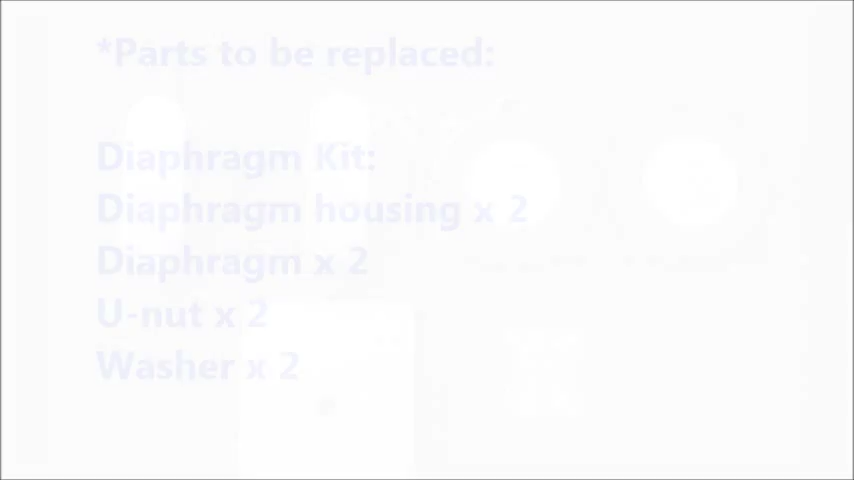 *Parts to be replaced:
Diaphragm Kit:
Diaphragm housing x 2
Diaphragm x 2
U-nut x 2
Washer x 2